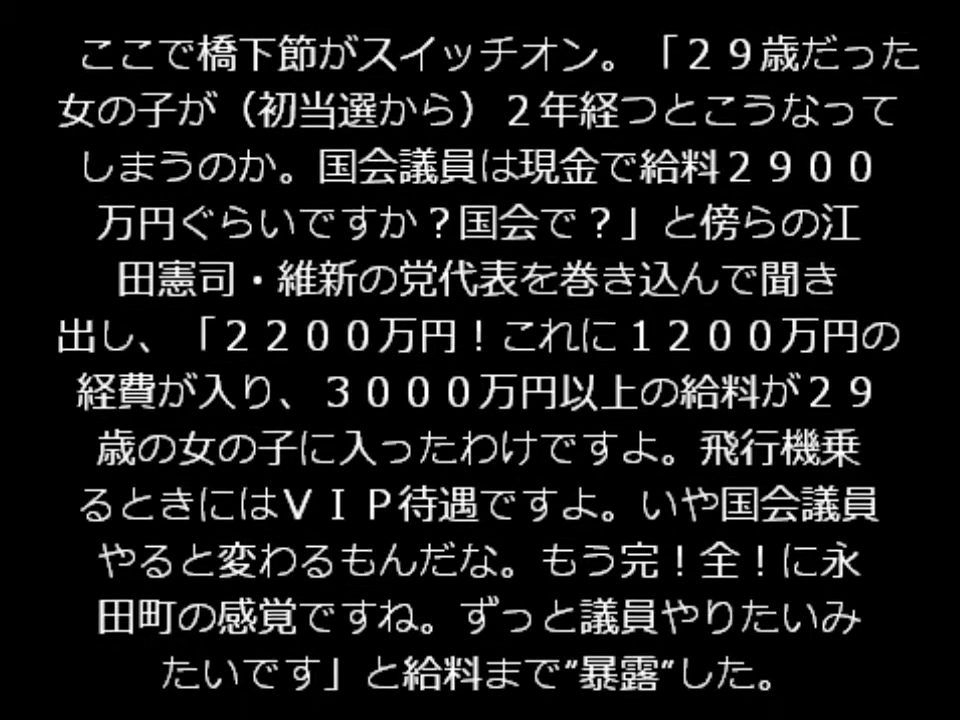 ここで橋下節がスイッチオン。「２９歳だった
女の子が（初当選から）２年経つとこうなって
しまうのか。国会議員は現金で給料２９００
万円ぐらいですか？国会で？」と傍らの江
田憲司・維新の党代表を巻き込んで聞き
出し、「２２００万円！これに１２００万円の
経費が入り、３０００万円以上の給料が２９
歳の女の子に入ったわけですよ。飛行機乗
るときにはＶＩＰ待遇ですよ。いや国会議員
やると変わるもんだな。もう完！全！に永
田町の感覚ですね。ずっと議員やりたいみ
たいです」と給料まで“暴露”した。